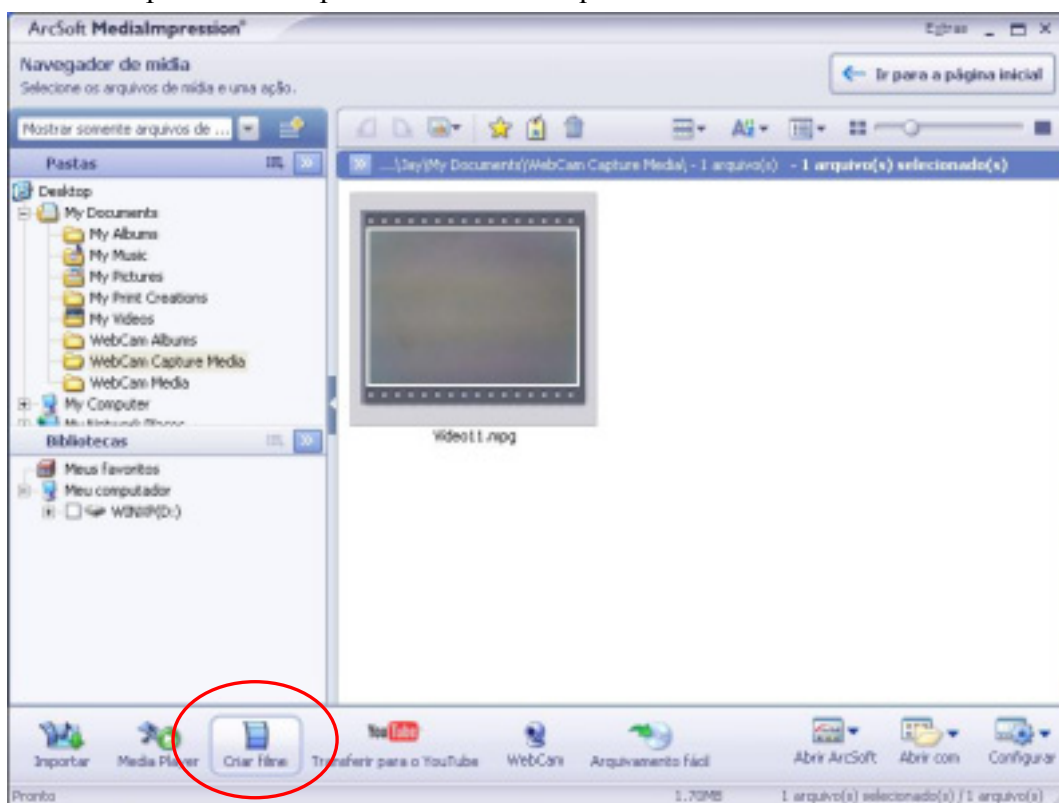 ArcSoft MediaImpression®
Extras
Navegador de mídia
Selecione os arquivos de mídia e uma ação.
Ir para a página inicial
Mostrar somente arquivos de ...
Pastas
...\Jay\My Documents\WebCam Capture Media\ - 1 arquivo(s) - 1 arquivo(s) selecionado(s)
Desktop
My Documents
My Albums
My Music
My Pictures
My Print Creations
My Videos
WebCam Albums
WebCam Capture Media
WebCam Media
My Computer
My Network Places
Video11.mpg
Bibliotecas
Meus favoritos
Meu computador
WINXP(D:)
YouTube
Importar
Media Player
Criar filme
Transferir para o YouTube
WebCam
Arquivamento fácil
Abrir ArcSoft
Abrir com
Configurar
Pronto
1.70MB
1 arquivo(s) selecionado(s) / 1 arquivo(s)